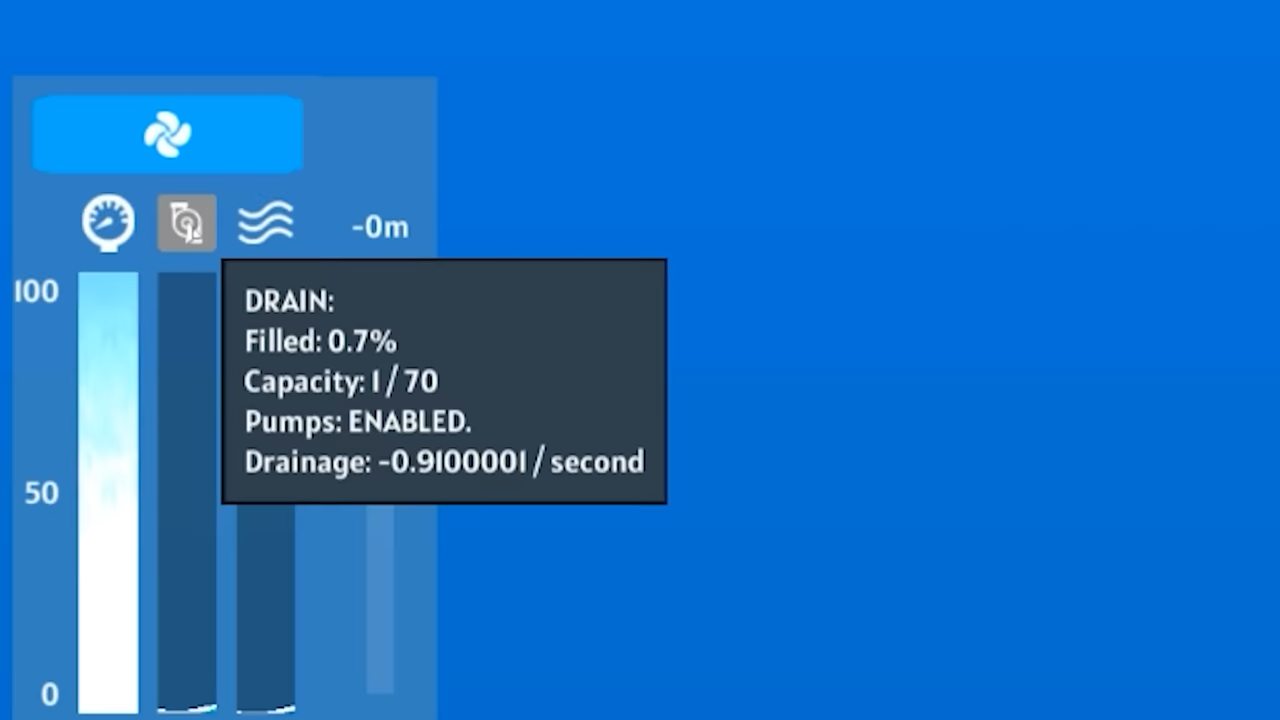 -0m
100
DRAIN:
Filled: 0.7%
Capacity: 1 / 70
Pumps: ENABLED.
Drainage: -0.9100001 / second
50
0